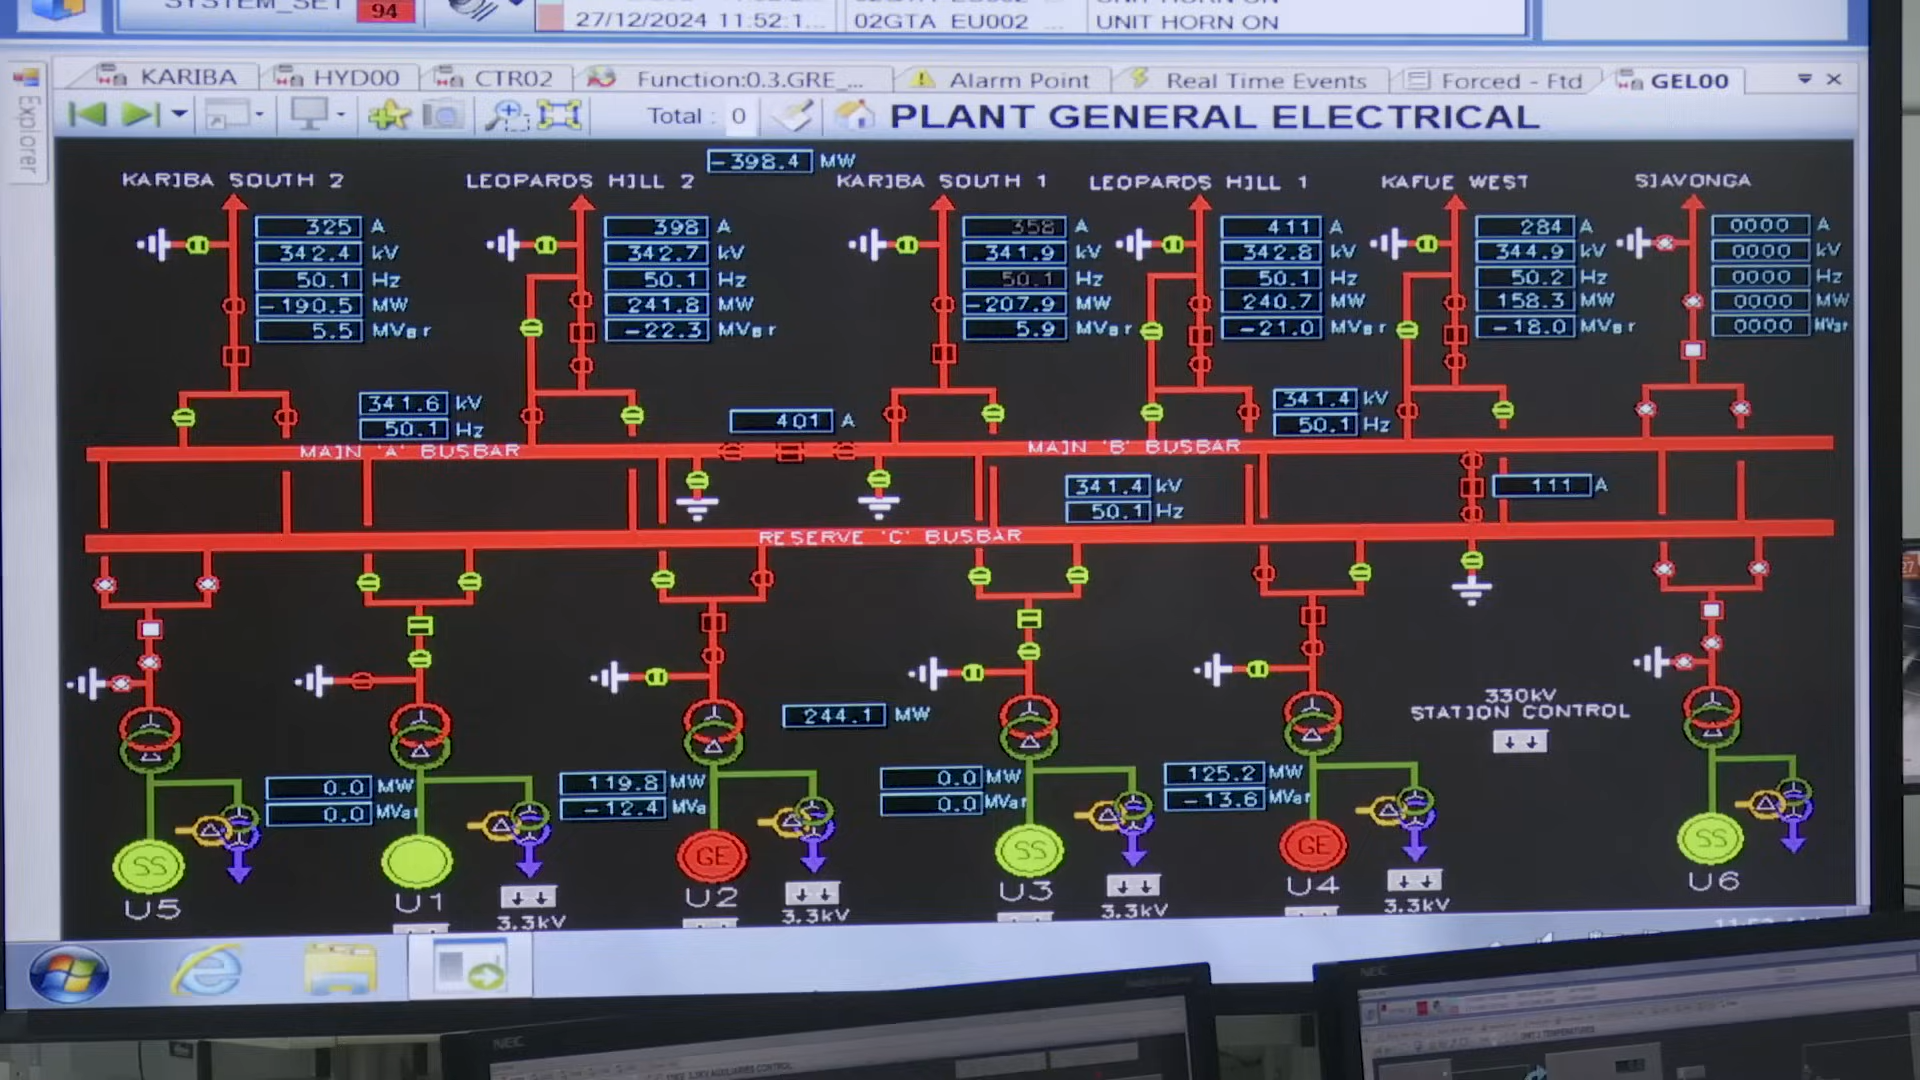 SYSTEM_SET
94
27/12/2024 11:52:1...
02GTA EU002 ...
UNIT HORN ON
KARIBA
HYD00
CTR02
Function:0.3.GRE_...
Alarm Point
Real Time Events
Forced - Ftd
GEL00
Explorer
Total : 0
PLANT GENERAL ELECTRICAL
-398.4 MW
KARIBA SOUTH 2
LEOPARDS HILL 2
KARIBA SOUTH 1
LEOPARDS HILL 1
KAFUE WEST
SIAVONGA
325 A
398 A
358 A
411 A
284 A
0000 A
342.4 kV
342.7 kV
341.9 kV
342.8 kV
344.9 kV
0000 kV
50.1 Hz
50.1 Hz
50.1 Hz
50.1 Hz
50.2 Hz
0000 Hz
-190.5 MW
241.8 MW
-207.9 MW
240.7 MW
158.3 MW
0000 MW
5.5 MVar
-22.3 MVar
5.9 MVar
-21.0 MVar
-18.0 MVar
0000 MVar
341.6 kV
50.1 Hz
401 A
341.4 kV
50.1 Hz
MAIN 'A' BUSBAR
MAIN 'B' BUSBAR
341.4 kV
50.1 Hz
111 A
RESERVE 'C' BUSBAR
330kV
STATION CONTROL
244.1 MW
0.0 MW
0.0 MVar
119.8 MW
-12.4 MVa
0.0 MW
0.0 MVar
125.2 MW
-13.6 MVar
SS
GE
SS
GE
SS
U5
U1
U2
U3
U4
U6
3.3kV
3.3kV
3.3kV
3.3kV
NEC
NEC